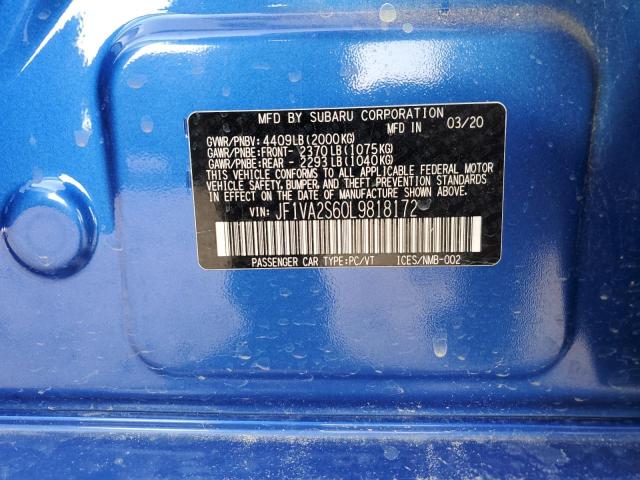 MFD BY SUBARU CORPORATION
MFD IN 03/20
GVWR/PNBV: 4409LB(2000KG)
GAWR/PNBE:FRONT- 2370LB(1075KG)
GAWR/PNBE:REAR - 2293LB(1040KG)
THIS VEHICLE CONFORMS TO ALL APPLICABLE FEDERAL MOTOR
VEHICLE SAFETY, BUMPER, AND THEFT PREVENTION STANDARDS
IN EFFECT ON THE DATE OF MANUFACTURE SHOWN ABOVE.
VIN: JF1VA2S60L9818172
PASSENGER CAR TYPE:PC/VT ICES/NMB-002